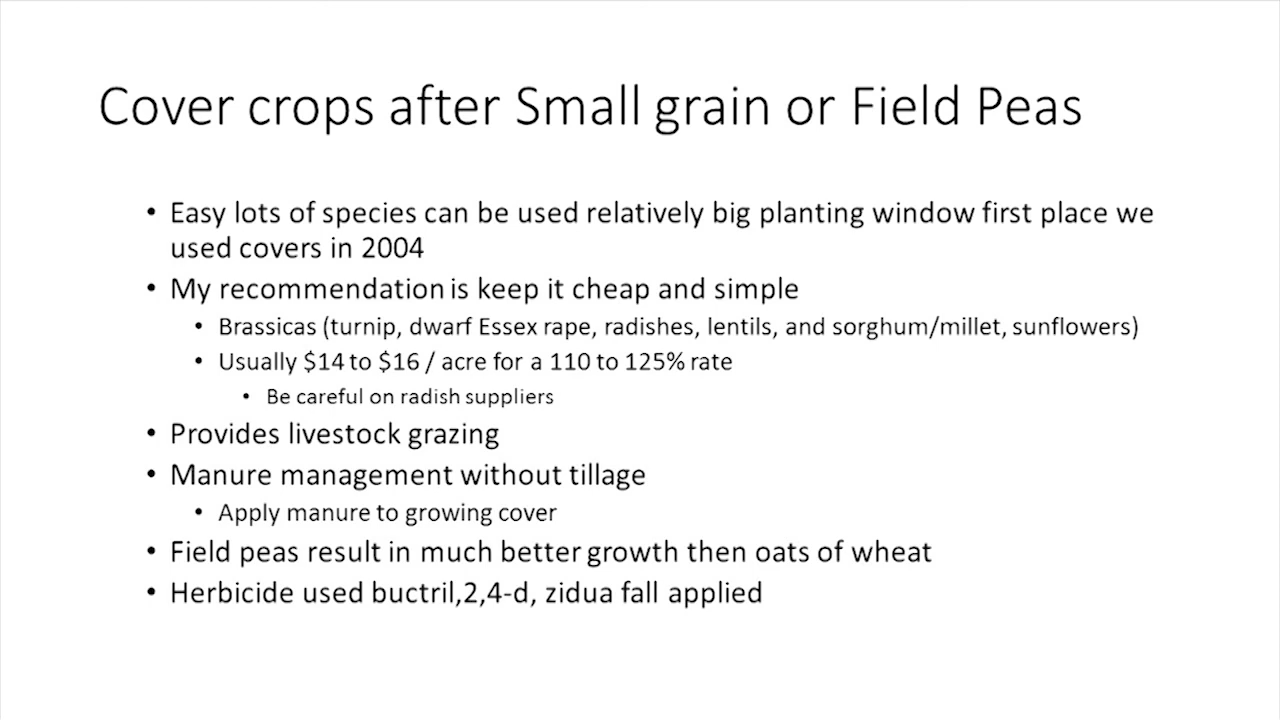 Cover crops after Small grain or Field Peas
• Easy lots of species can be used relatively big planting window first place we
used covers in 2004
• My recommendation is keep it cheap and simple
• Brassicas (turnip, dwarf Essex rape, radishes, lentils, and sorghum/millet, sunflowers)
• Usually $14 to $16 / acre for a 110 to 125% rate
• Be careful on radish suppliers
• Provides livestock grazing
• Manure management without tillage
• Apply manure to growing cover
• Field peas result in much better growth then oats of wheat
• Herbicide used buctril,2,4-d, zidua fall applied